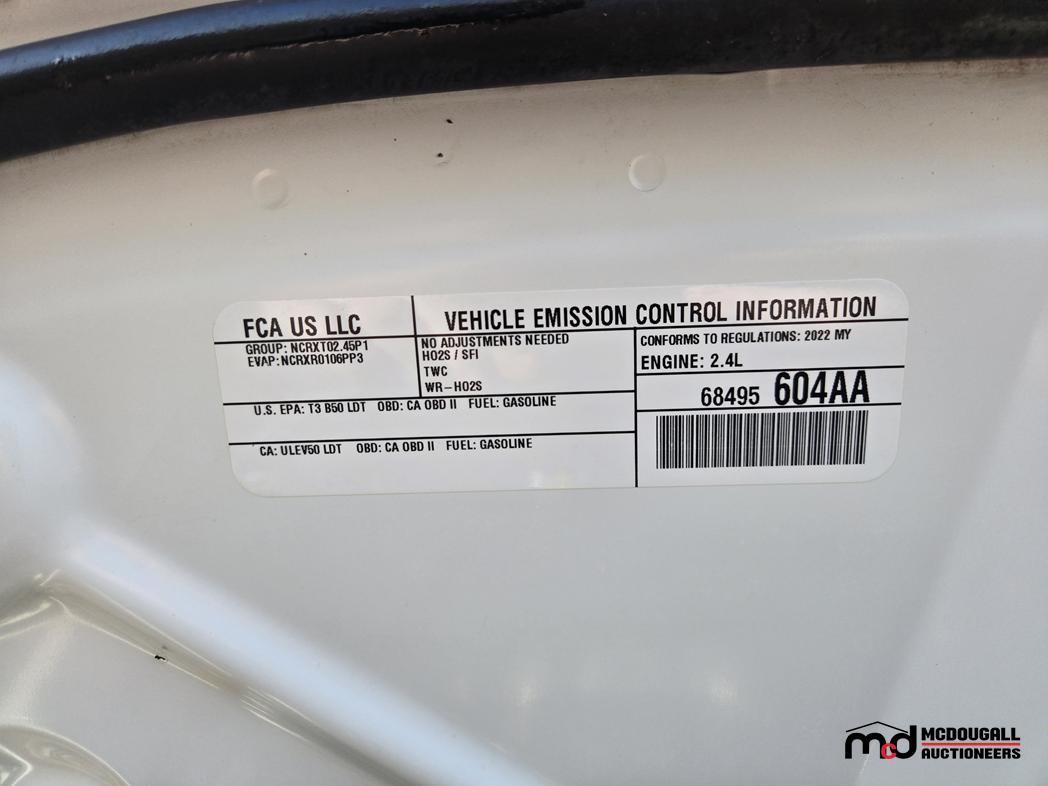 FCA US LLC
GROUP: NCRXT02.45P1
EVAP: NCRXR0106PP3
VEHICLE EMISSION CONTROL INFORMATION
NO ADJUSTMENTS NEEDED
HO2S / SFI
TWC
WR-HO2S
CONFORMS TO REGULATIONS: 2022 MY
ENGINE: 2.4L
68495 604AA
U.S. EPA: T3 B50 LDT OBD: CA OBD II FUEL: GASOLINE
CA: ULEV50 LDT OBD: CA OBD II FUEL: GASOLINE
mcd
MCDOUGALL
AUCTIONEERS